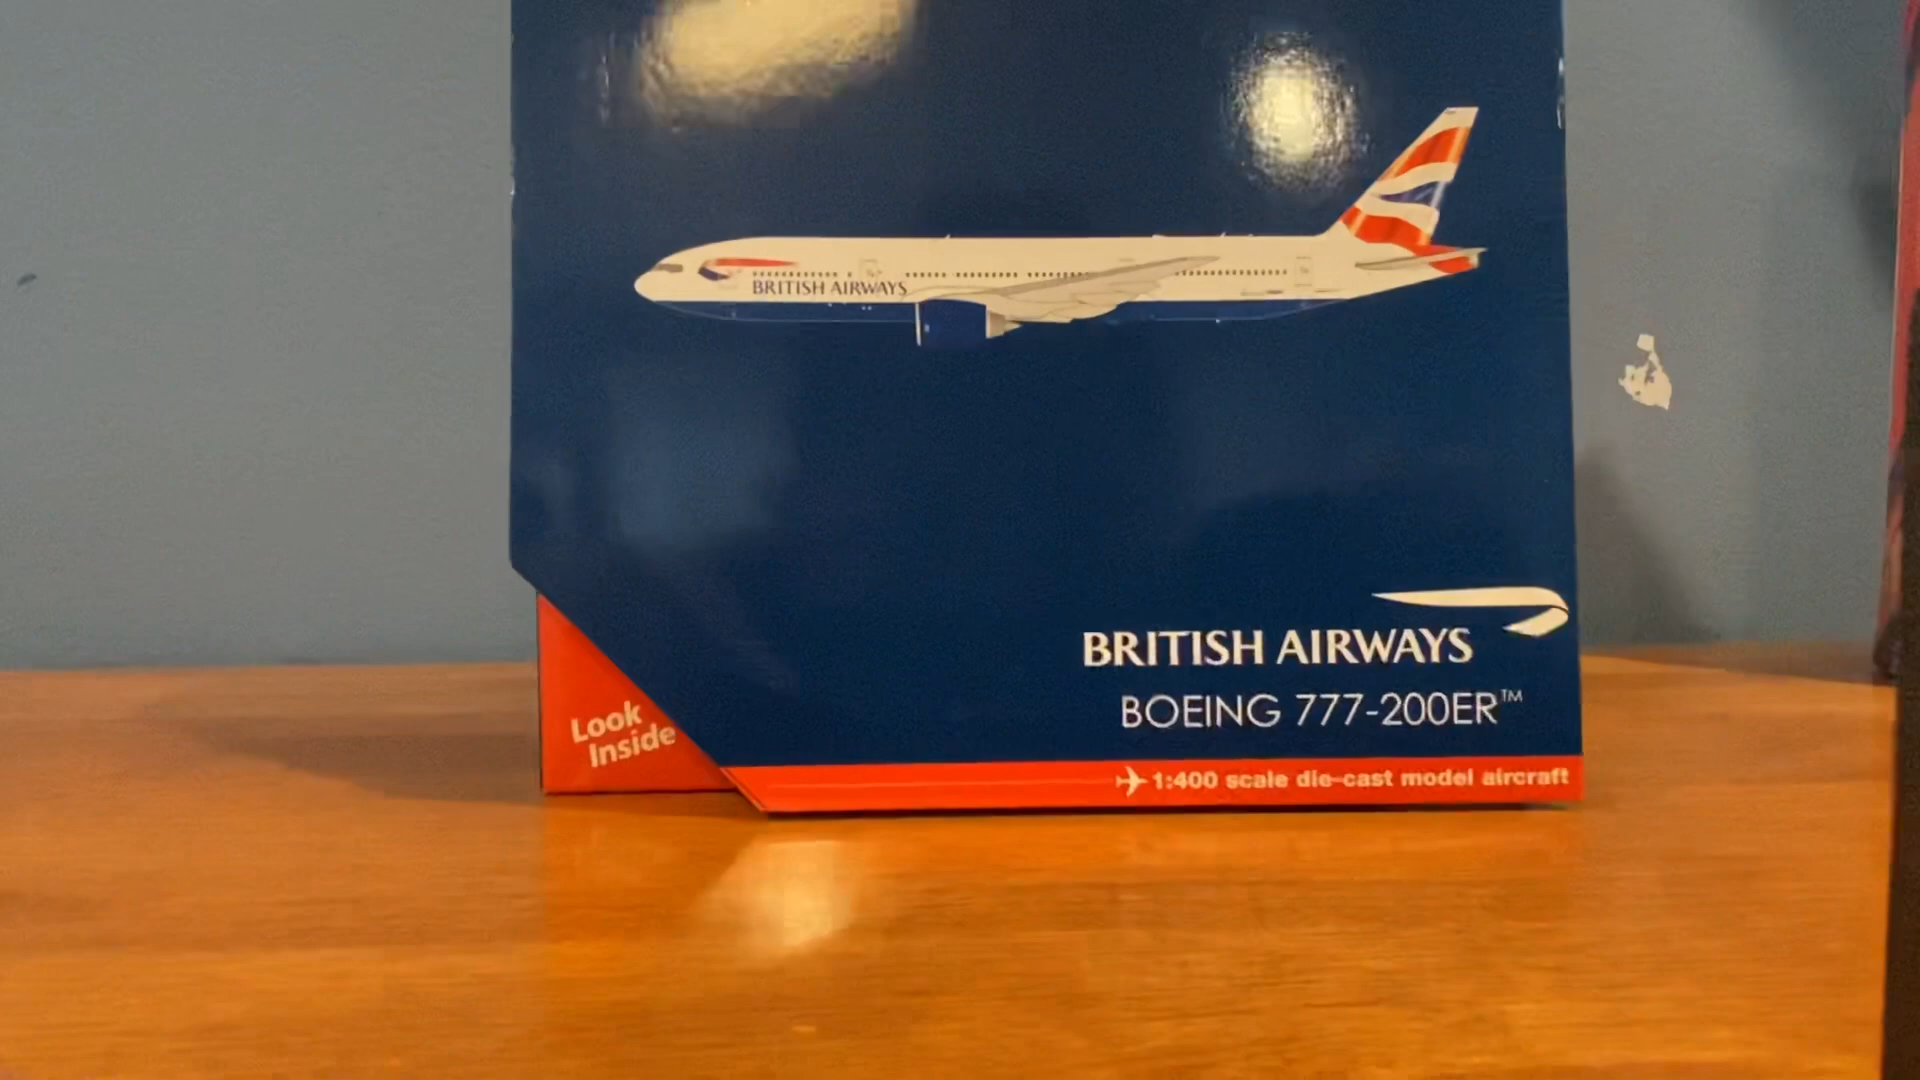 BRITISH AIRWAYS
BRITISH AIRWAYS
BOEING 777-200ER™
Look
Inside
1:400 scale die-cast model aircraft